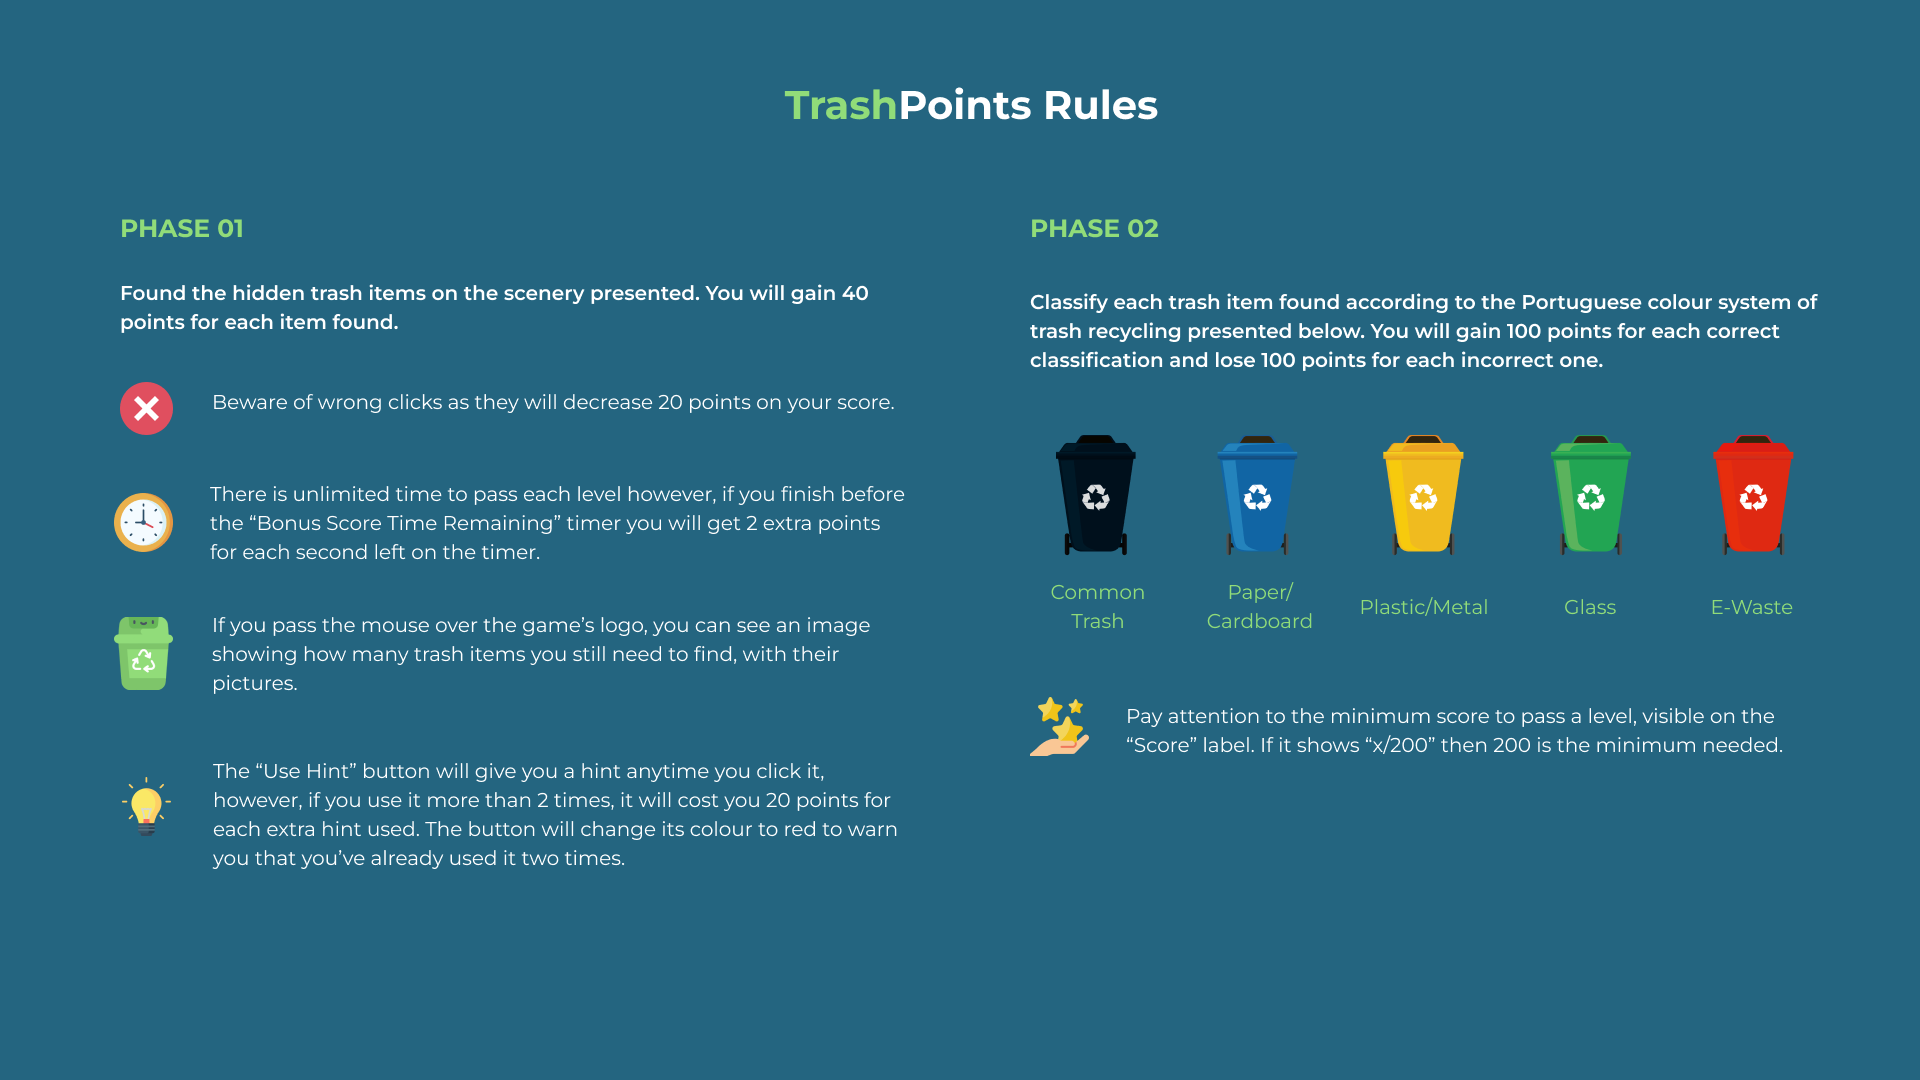 TrashPoints Rules
PHASE 01
Found the hidden trash items on the scenery presented. You will gain 40
points for each item found.
Beware of wrong clicks as they will decrease 20 points on your score.
There is unlimited time to pass each level however, if you finish before
the “Bonus Score Time Remaining” timer you will get 2 extra points
for each second left on the timer.
If you pass the mouse over the game’s logo, you can see an image
showing how many trash items you still need to find, with their
pictures.
The “Use Hint” button will give you a hint anytime you click it,
however, if you use it more than 2 times, it will cost you 20 points for
each extra hint used. The button will change its colour to red to warn
you that you’ve already used it two times.
PHASE 02
Classify each trash item found according to the Portuguese colour system of
trash recycling presented below. You will gain 100 points for each correct
classification and lose 100 points for each incorrect one.
Common
Trash
Paper/
Cardboard
Plastic/Metal
Glass
E-Waste
Pay attention to the minimum score to pass a level, visible on the
“Score” label. If it shows “x/200” then 200 is the minimum needed.